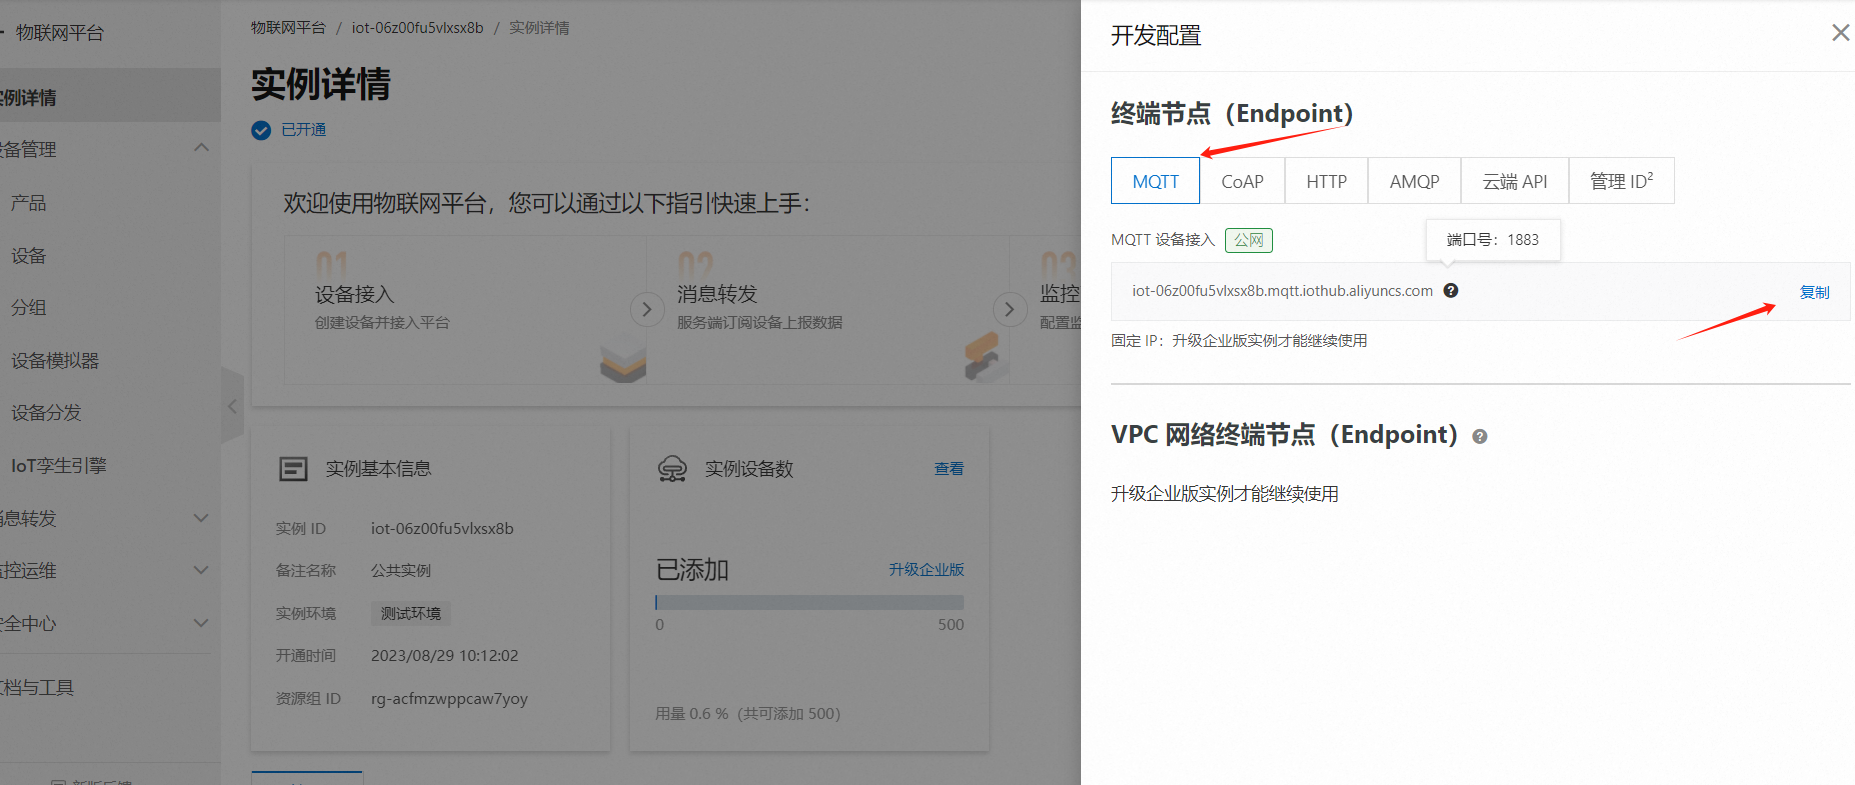 物联网平台
实例详情
设备管理
产品
设备
分组
设备模拟器
设备分发
IoT孪生引擎
消息转发
监控运维
安全中心
文档与工具
物联网平台 / iot-06z00fu5vlxsx8b / 实例详情
实例详情
已开通
欢迎使用物联网平台，您可以通过以下指引快速上手：
01
设备接入
创建设备并接入平台
02
消息转发
服务端订阅设备上报数据
03
监控
配置监
实例基本信息
实例 ID iot-06z00fu5vlxsx8b
备注名称 公共实例
实例环境 测试环境
开通时间 2023/08/29 10:12:02
资源组 ID rg-acfmzwppcaw7yoy
实例设备数 查看
已添加 升级企业版
0 500
用量 0.6 %（共可添加 500）
开发配置
终端节点（Endpoint）
MQTT CoAP HTTP AMQP 云端 API 管理 ID²
MQTT 设备接入 公网
端口号：1883
iot-06z00fu5vlxsx8b.mqtt.iothub.aliyuncs.com 复制
固定 IP：升级企业版实例才能继续使用
VPC 网络终端节点（Endpoint）
升级企业版实例才能继续使用